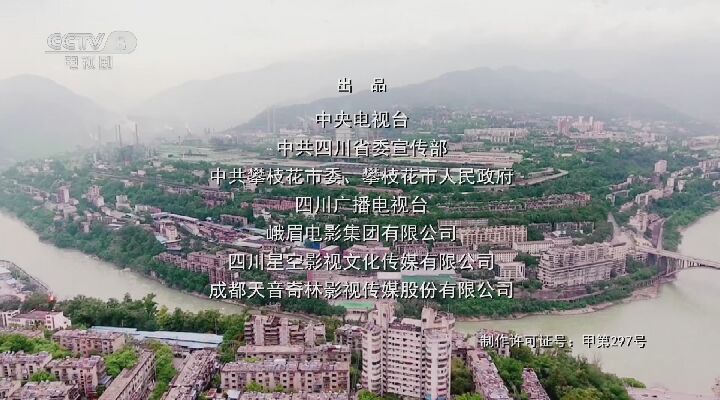 CCTV 8
电视剧
出 品
中央电视台
中共四川省委宣传部
中共攀枝花市委、攀枝花市人民政府
四川广播电视台
峨眉电影集团有限公司
四川星空影视文化传媒有限公司
成都天音奇林影视传媒股份有限公司
制作许可证号：甲第297号